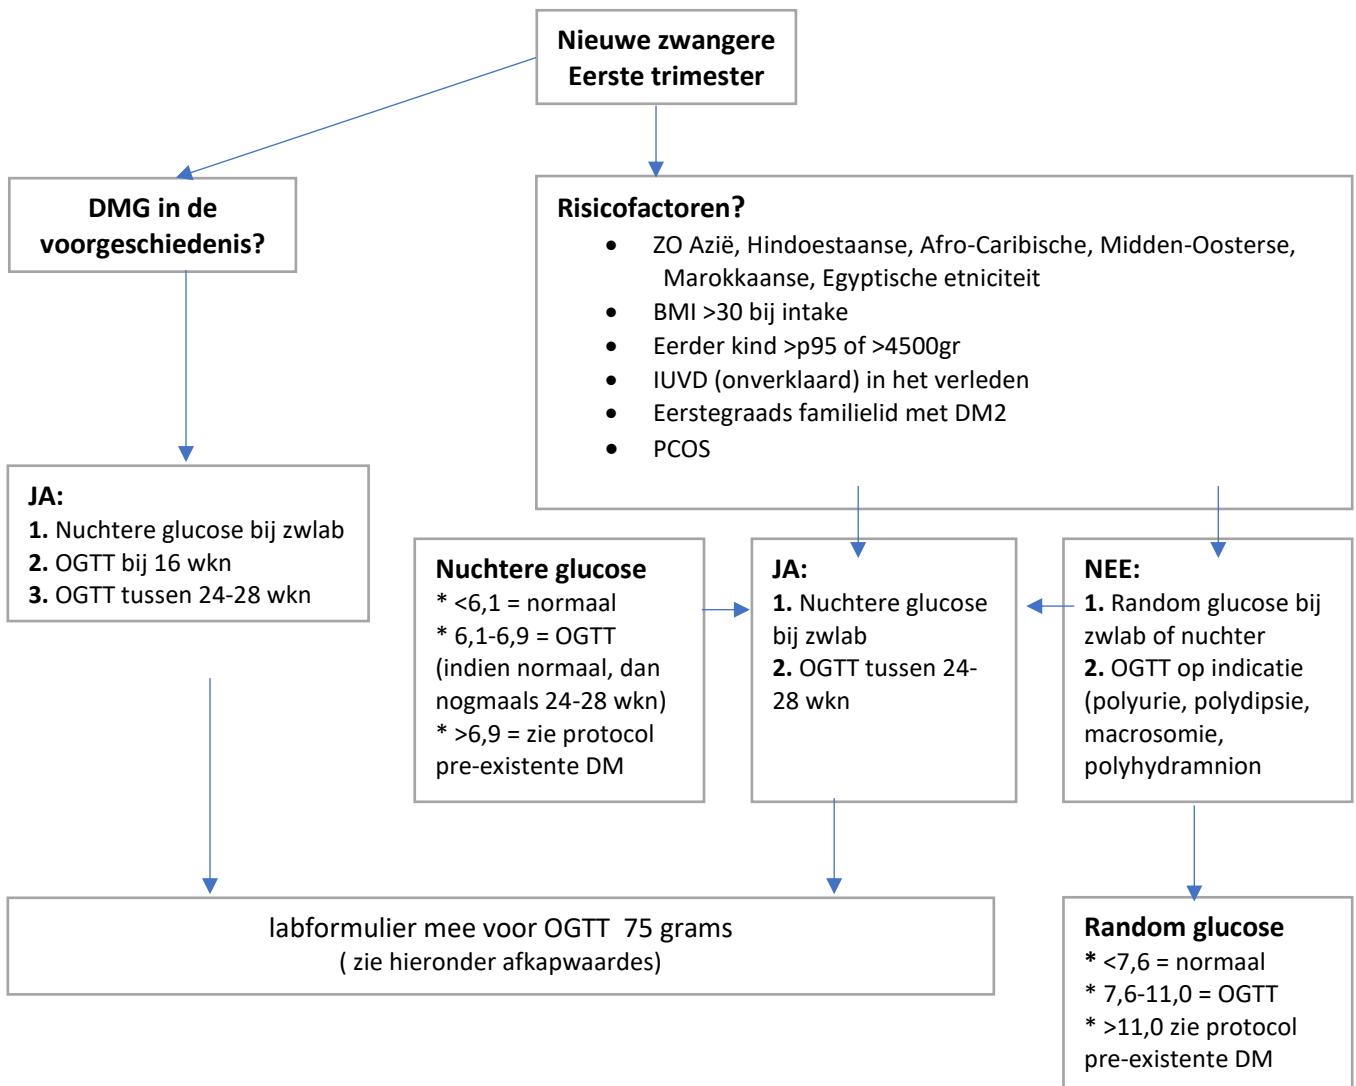 Nieuwe zwangere
Eerste trimester
DMG in de
voorgeschiedenis?
Risicofactoren?
• ZO Azië, Hindoestaanse, Afro-Caribische, Midden-Oosterse,
Marokkaanse, Egyptische etniciteit
• BMI >30 bij intake
• Eerder kind >p95 of >4500gr
• IUVD (onverklaard) in het verleden
• Eerstegraads familielid met DM2
• PCOS
JA:
1. Nuchtere glucose bij zwlab
2. OGTT bij 16 wkn
3. OGTT tussen 24-28 wkn
Nuchtere glucose
* <6,1 = normaal
* 6,1-6,9 = OGTT
(indien normaal, dan
nogmaals 24-28 wkn)
* >6,9 = zie protocol
pre-existente DM
JA:
1. Nuchtere glucose
bij zwlab
2. OGTT tussen 24-
28 wkn
NEE:
1. Random glucose bij
zwlab of nuchter
2. OGTT op indicatie
(polyurie, polydipsie,
macrosomie,
polyhydramnion
labformulier mee voor OGTT 75 grams
( zie hieronder afkapwaardes)
Random glucose
* <7,6 = normaal
* 7,6-11,0 = OGTT
* >11,0 zie protocol
pre-existente DM